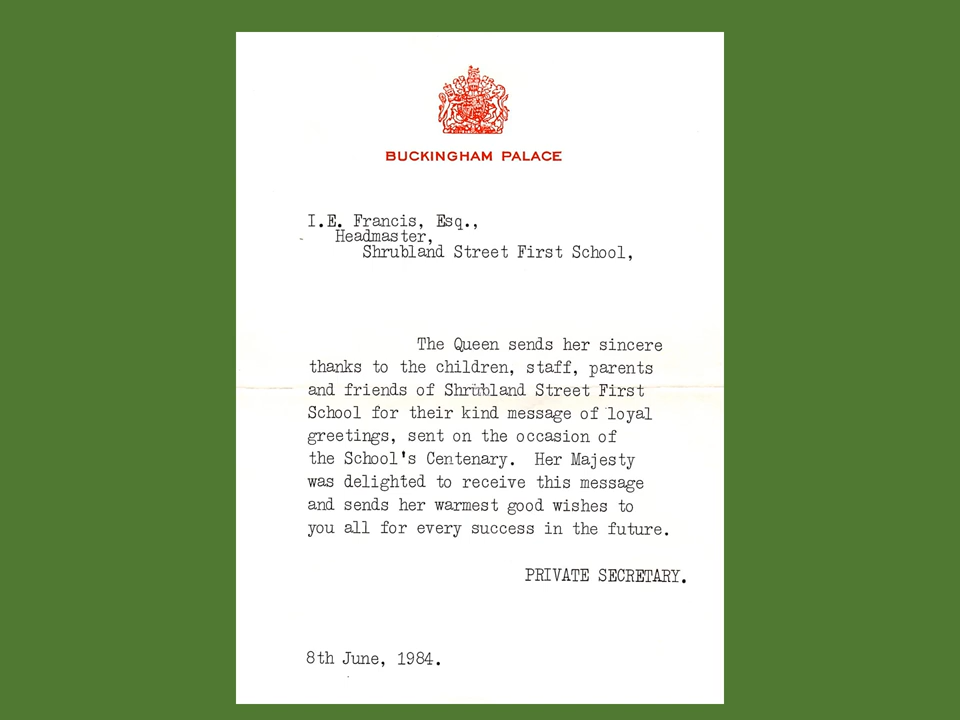 BUCKINGHAM PALACE
I.E. Francis, Esq.,
Headmaster,
Shrubland Street First School,
The Queen sends her sincere
thanks to the children, staff, parents
and friends of Shrubland Street First
School for their kind message of loyal
greetings, sent on the occasion of
the School's Centenary. Her Majesty
was delighted to receive this message
and sends her warmest good wishes to
you all for every success in the future.
PRIVATE SECRETARY.
8th June, 1984.